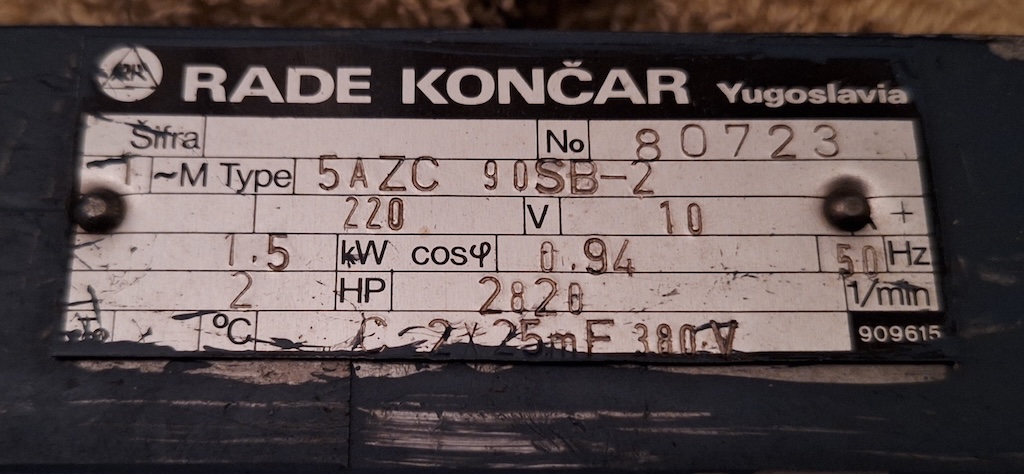 RADE KONČAR Yugoslavia
Šifra No 80723
1 ~M Type 5AZC 90SB-2
220 V 10
1.5 kW cosφ 0.94 50 Hz
2 HP 2820 1/min
°C C-2×25mF 380V 909615